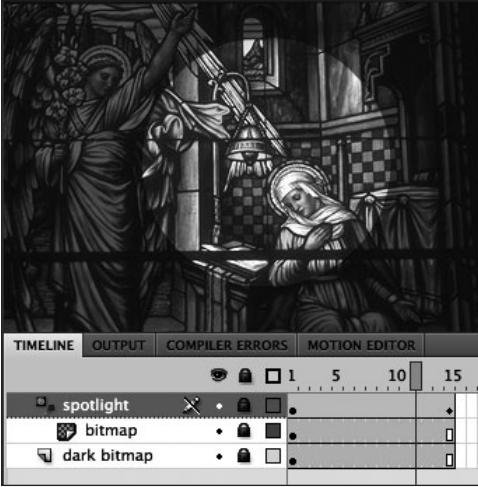 TIMELINE OUTPUT COMPILER ERRORS MOTION EDITOR
1 5 10 15
spotlight
bitmap
dark bitmap